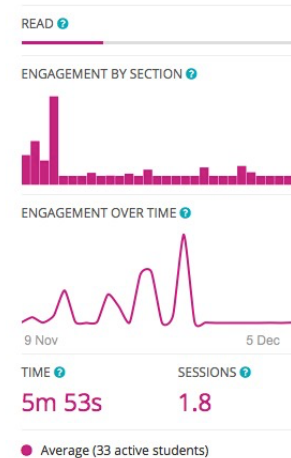 READ ?
ENGAGEMENT BY SECTION ?
ENGAGEMENT OVER TIME ?
9 Nov 5 Dec
TIME ? SESSIONS ?
5m 53s 1.8
Average (33 active students)